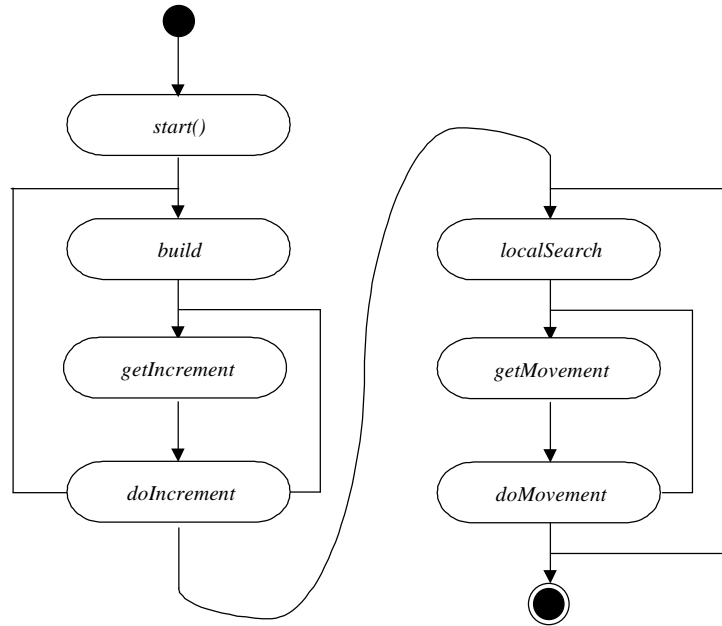 start()
build
getIncrement
doIncrement
localSearch
getMovement
doMovement